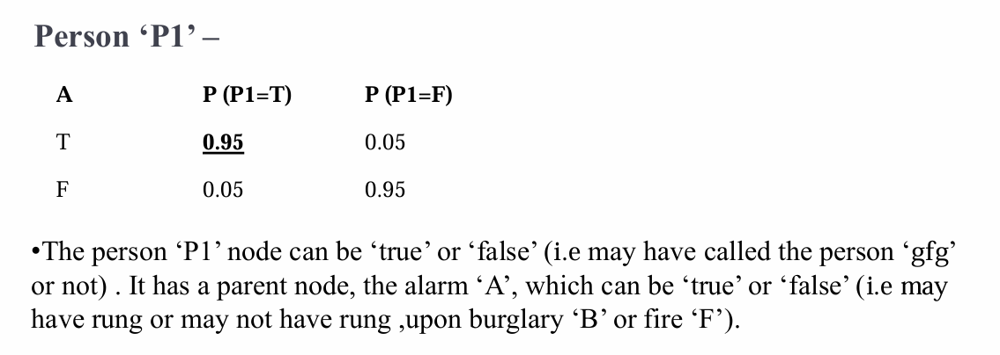 Person ‘P1’ –
A P (P1=T) P (P1=F)
T 0.95 0.05
F 0.05 0.95
•The person ‘P1’ node can be ‘true’ or ‘false’ (i.e may have called the person ‘gfg’
or not) . It has a parent node, the alarm ‘A’, which can be ‘true’ or ‘false’ (i.e may
have rung or may not have rung ,upon burglary ‘B’ or fire ‘F’).